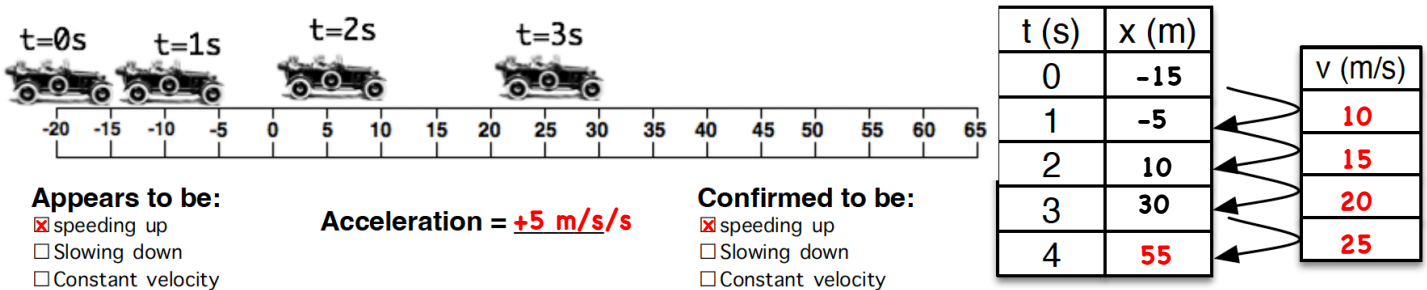 t=0s t=1s t=2s t=3s
-20 -15 -10 -5 0 5 10 15 20 25 30 35 40 45 50 55 60 65
Appears to be:
☒ speeding up
☐ Slowing down
☐ Constant velocity
Acceleration = +5 m/s/s
Confirmed to be:
☒ speeding up
☐ Slowing down
☐ Constant velocity
t (s) x (m)
0 -15
1 -5
2 10
3 30
4 55
v (m/s)
10
15
20
25